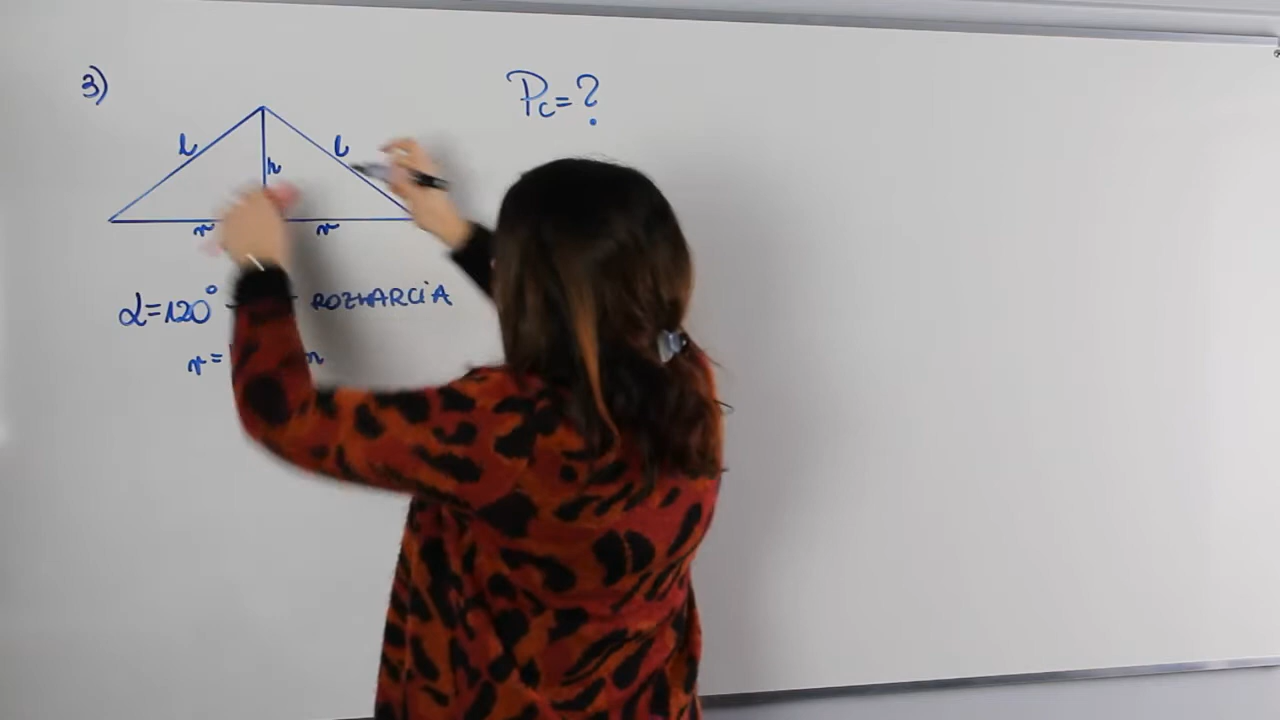 3)
Pc=?
l l
h
r r
α=120° ROZWARCIA
r=